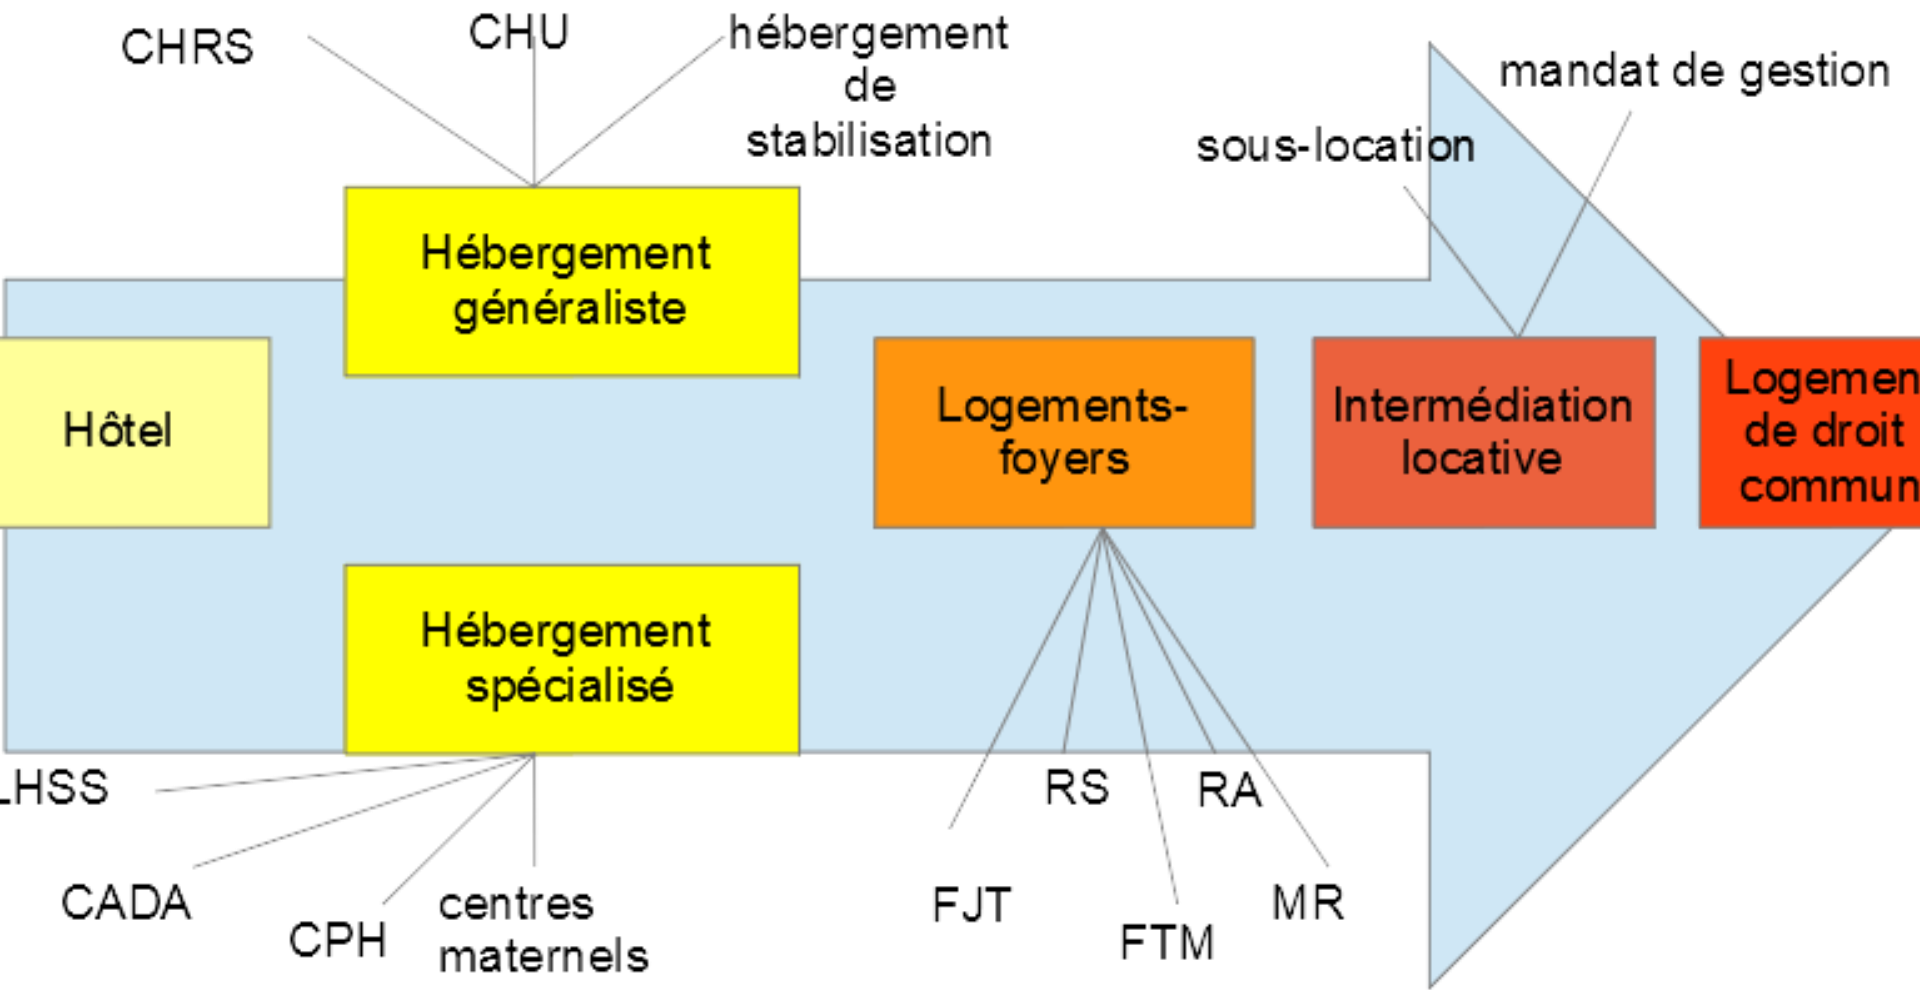 CHRS
CHU
hébergement
de
stabilisation
mandat de gestion
sous-location
Hébergement
généraliste
Hôtel
Logements-
foyers
Intermédiation
locative
Logemen
de droit
commun
Hébergement
spécialisé
LHSS
CADA
CPH
centres
maternels
RS
RA
FJT
FTM
MR